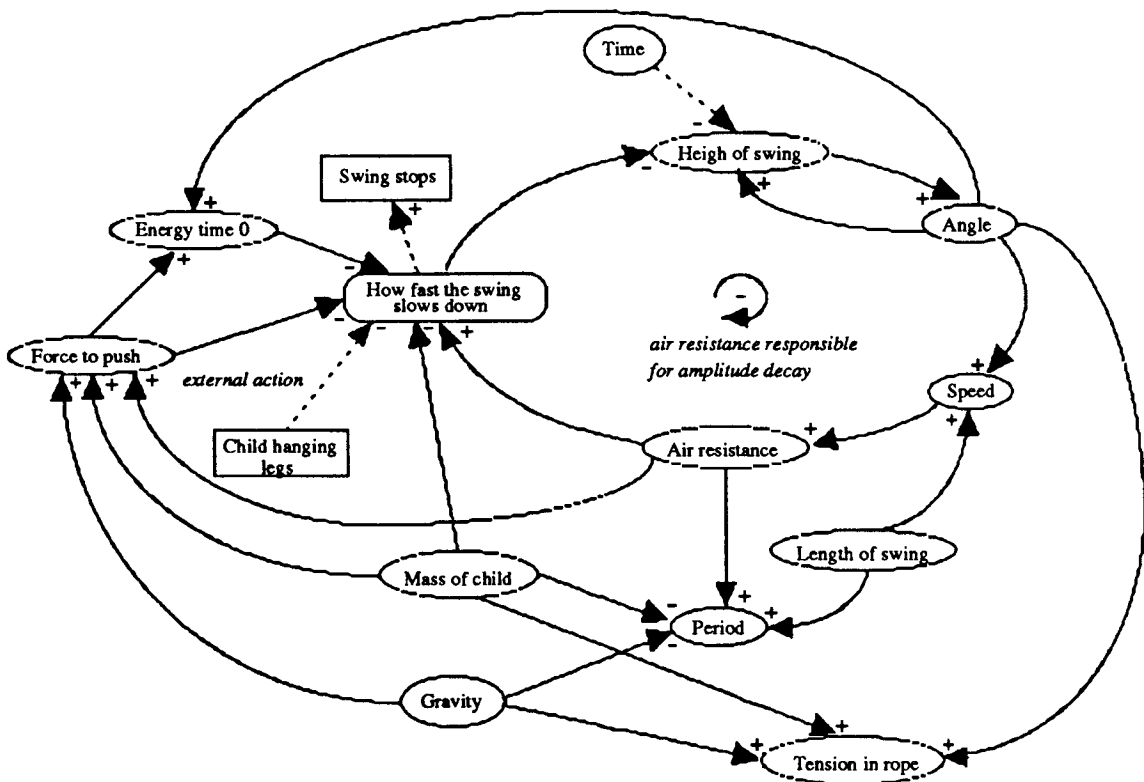 Time
Heigh of swing
Swing stops
Energy time 0
Angle
How fast the swing
slows down
air resistance responsible
for amplitude decay
Force to push
external action
Speed
Child hanging
legs
Air resistance
Length of swing
Mass of child
Period
Gravity
Tension in rope